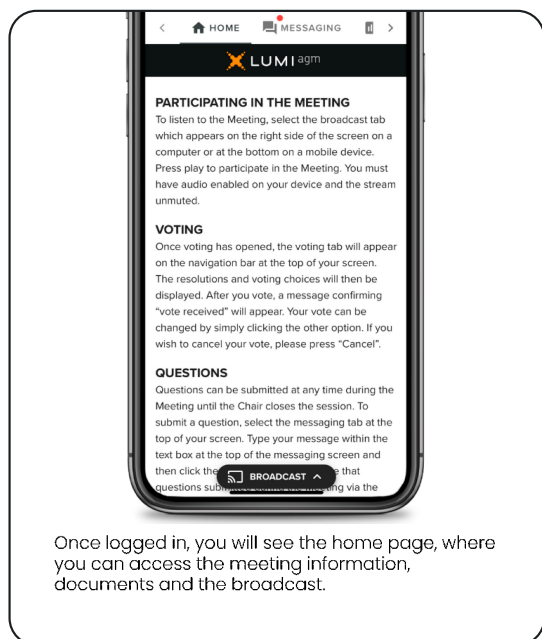 HOME MESSAGING
LUMI agm
PARTICIPATING IN THE MEETING
To listen to the Meeting, select the broadcast tab
which appears on the right side of the screen on a
computer or at the bottom on a mobile device.
Press play to participate in the Meeting. You must
have audio enabled on your device and the stream
unmuted.
VOTING
Once voting has opened, the voting tab will appear
on the navigation bar at the top of your screen.
The resolutions and voting choices will then be
displayed. After you vote, a message confirming
“vote received” will appear. Your vote can be
changed by simply clicking the other option. If you
wish to cancel your vote, please press “Cancel”.
QUESTIONS
Questions can be submitted at any time during the
Meeting until the Chair closes the session. To
submit a question, select the messaging tab at the
top of your screen. Type your message within the
text box at the top of the messaging screen and
then click the that
BROADCAST
questions ing via the
Once logged in, you will see the home page, where
you can access the meeting information,
documents and the broadcast.